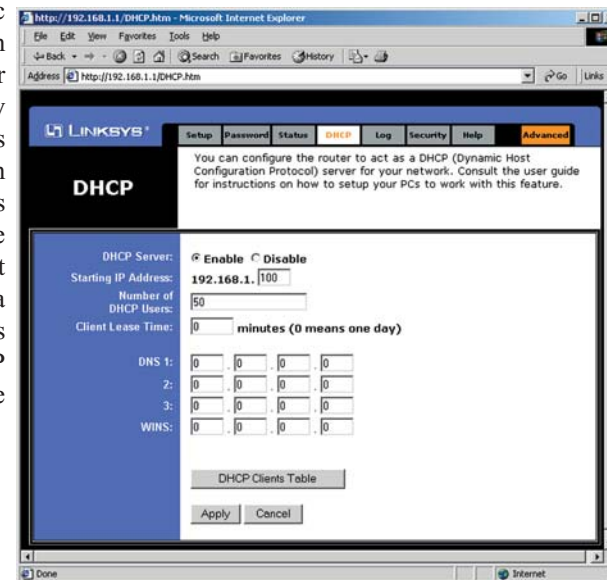 http://192.168.1.1/DHCP.htm - Microsoft Internet Explorer
File Edit View Favorites Tools Help
Back Search Favorites History
Address http://192.168.1.1/DHCP.htm Go Links
LINKSYS®
Setup Password Status DHCP Log Security Help Advanced
DHCP
You can configure the router to act as a DHCP (Dynamic Host
Configuration Protocol) server for your network. Consult the user guide
for instructions on how to setup your PCs to work with this feature.
DHCP Server: Enable Disable
Starting IP Address: 192.168.1. 100
Number of
DHCP Users: 50
Client Lease Time: 0 minutes (0 means one day)
DNS 1: 0 . 0 . 0 . 0
2: 0 . 0 . 0 . 0
3: 0 . 0 . 0 . 0
WINS: 0 . 0 . 0 . 0
DHCP Clients Table
Apply Cancel
Done Internet